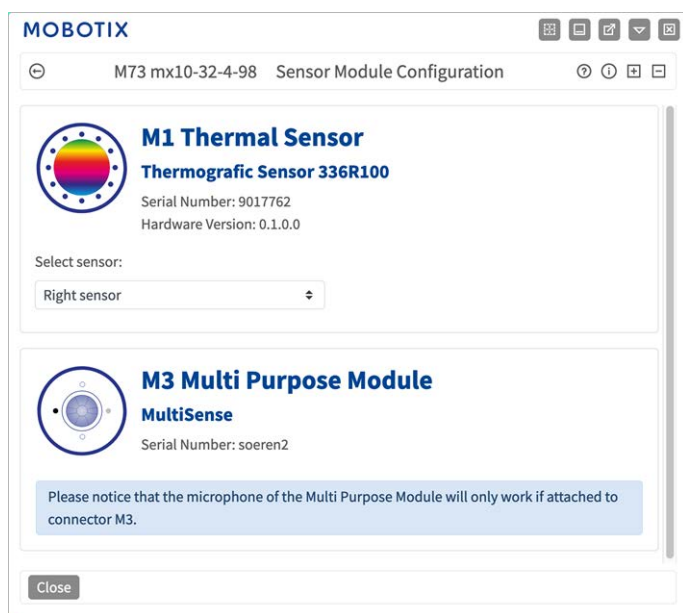 MOBOTIX
M73 mx10-32-4-98 Sensor Module Configuration
M1 Thermal Sensor
Thermografic Sensor 336R100
Serial Number: 9017762
Hardware Version: 0.1.0.0
Select sensor:
Right sensor
M3 Multi Purpose Module
MultiSense
Serial Number: soeren2
Please notice that the microphone of the Multi Purpose Module will only work if attached to
connector M3.
Close